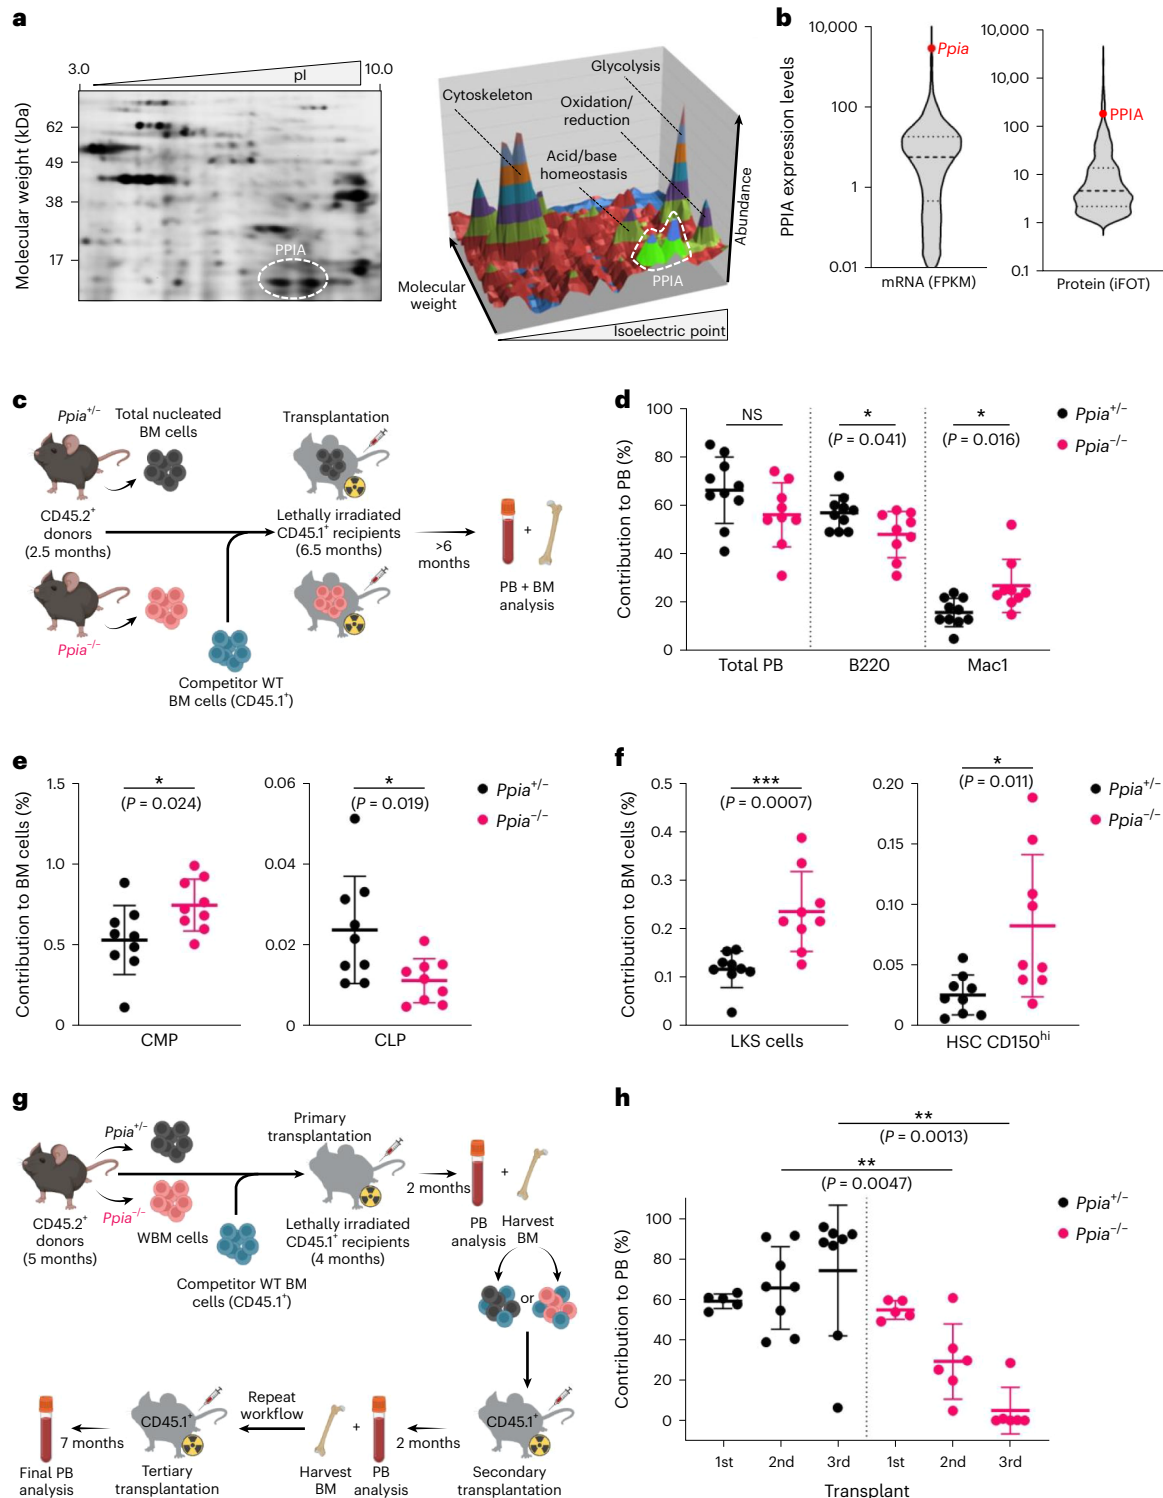 a
3.0
pI
10.0
Molecular weight (kDa)
62
49
38
17
PPIA
Cytoskeleton
Glycolysis
Oxidation/
reduction
Acid/base
homeostasis
PPIA
Abundance
Molecular
weight
Isoelectric point
b
PPIA expression levels
10,000
100
1
0.01
Ppia
mRNA (FPKM)
10,000
10,00
100
10
1
0.1
PPIA
Protein (iFOT)
c
Ppia+/−
Total nucleated
BM cells
Transplantation
CD45.2+
donors
(2.5 months)
Lethally irradiated
CD45.1+ recipients
(6.5 months)
>6
months
+
PB + BM
analysis
Ppia−/−
Competitor WT
BM cells (CD45.1+)
d
Contribution to PB (%)
100
80
60
40
20
0
NS
*
(P = 0.041)
*
(P = 0.016)
Total PB
B220
Mac1
Ppia+/−
Ppia−/−
e
Contribution to BM cells (%)
1.5
1.0
0.5
0
*
(P = 0.024)
CMP
0.06
0.04
0.02
0
*
(P = 0.019)
CLP
Ppia+/−
Ppia−/−
f
Contribution to BM cells (%)
0.5
0.4
0.3
0.2
0.1
0
***
(P = 0.0007)
LKS cells
0.20
0.15
0.10
0.05
0
*
(P = 0.011)
HSC CD150hi
Ppia+/−
Ppia−/−
g
Ppia+/−
Ppia−/−
CD45.2+
donors
(5 months)
WBM cells
Competitor WT BM
cells (CD45.1+)
Primary
transplantation
Lethally irradiated
CD45.1+ recipients
(4 months)
2 months
+
PB
analysis
Harvest
BM
or
CD45.1+
Secondary
transplantation
2 months
PB
analysis
+
Harvest
BM
Repeat
workflow
CD45.1+
Tertiary
transplantation
7 months
Final PB
analysis
h
Contribution to PB (%)
100
80
60
40
20
0
**
(P = 0.0013)
**
(P = 0.0047)
1st
2nd
3rd
1st
2nd
3rd
Transplant
Ppia+/−
Ppia−/−